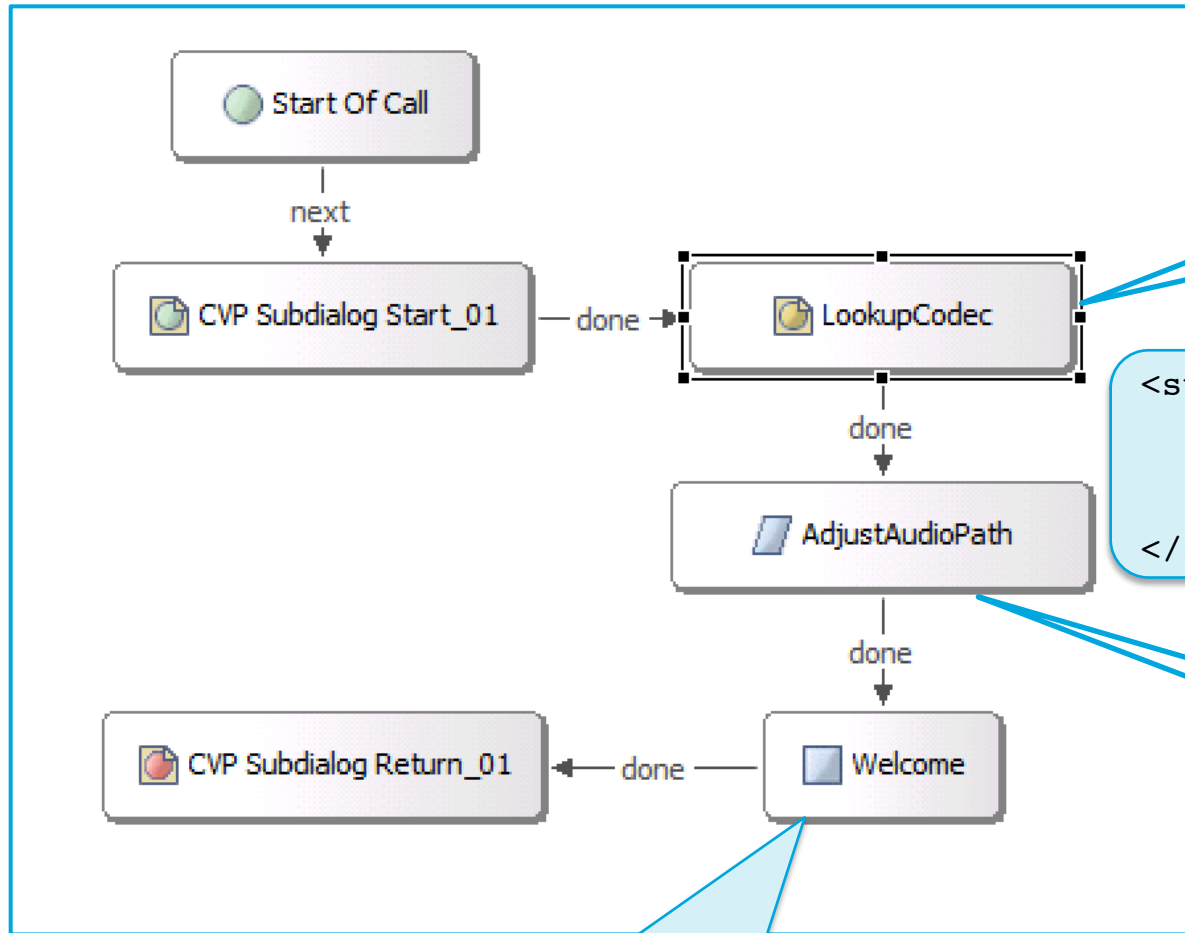 Start Of Call
next
CVP Subdialog Start_01
done
LookupCodec
<s
done
AdjustAudioPath
</
done
CVP Subdialog Return_01
done
Welcome